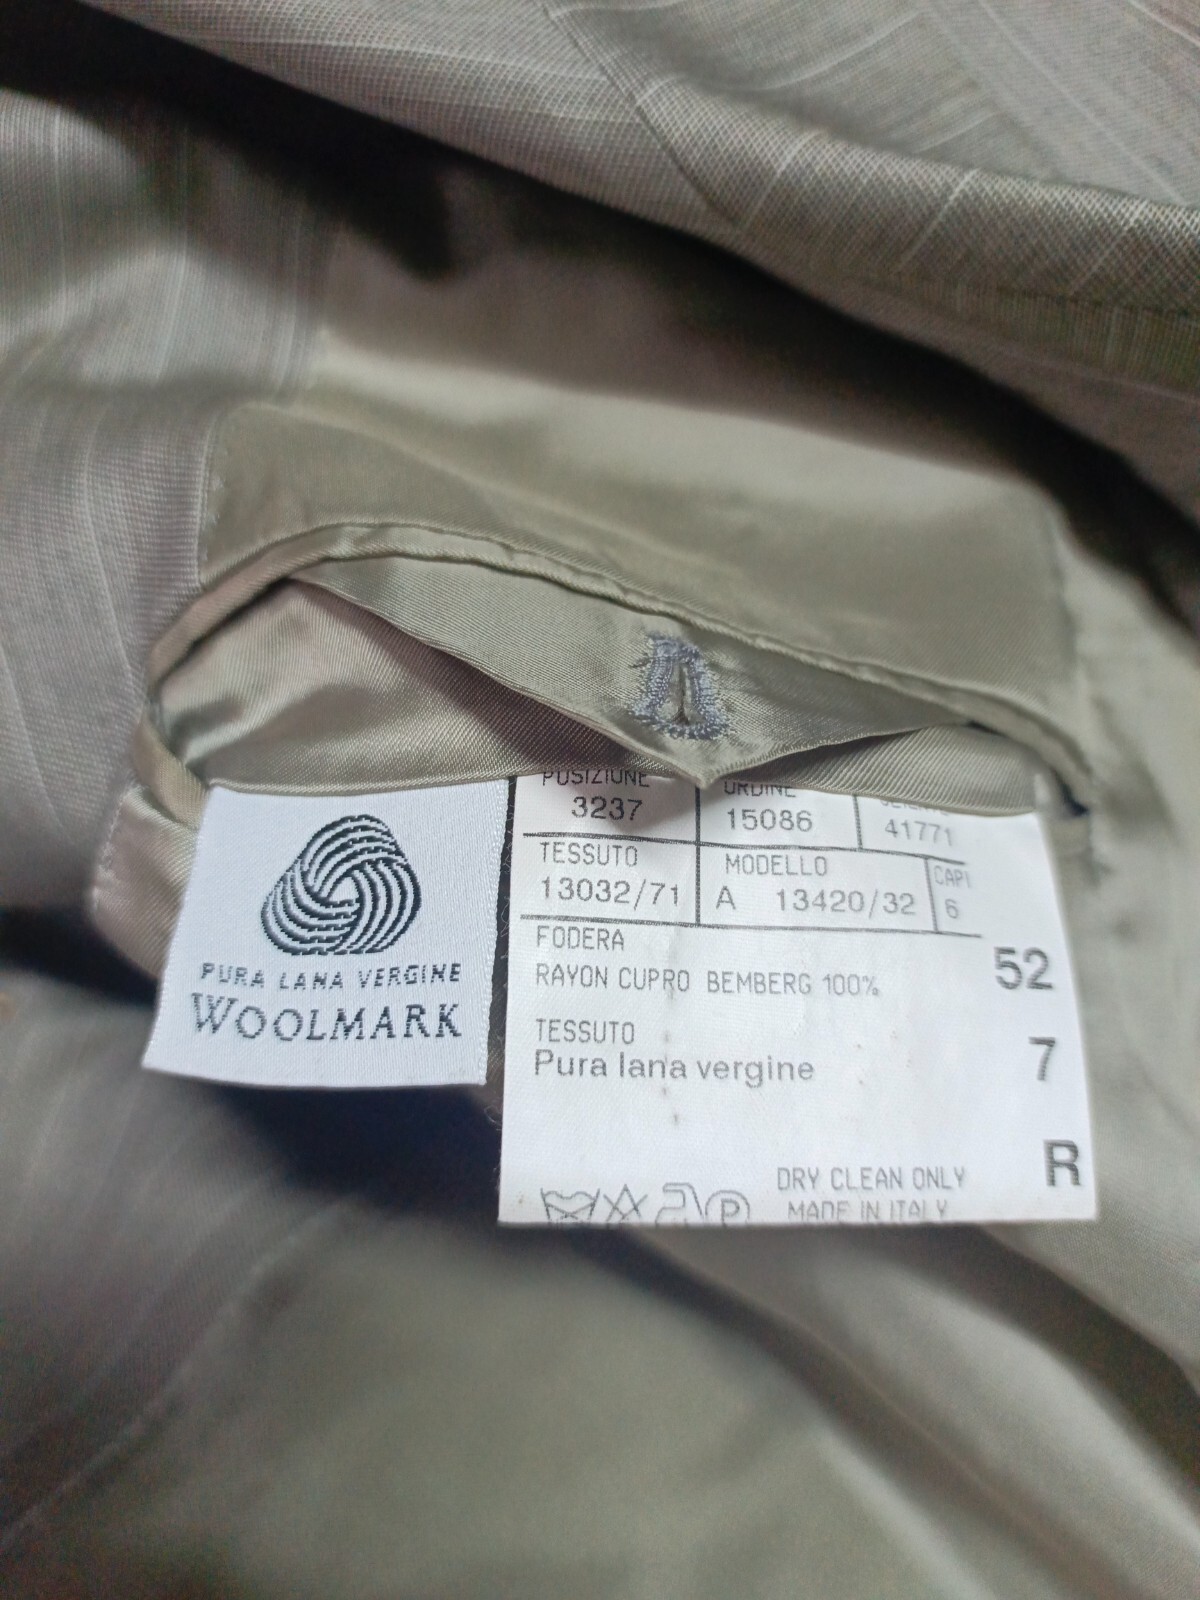 PURA LANA VERGINE
WOOLMARK
POSIZIONE
3237
ORDINE
15086
41771
TESSUTO
13032/71
MODELLO
A 13420/32
CAPI
6
FODERA
RAYON CUPRO BEMBERG 100%
52
TESSUTO
Pura lana vergine
7
R
DRY CLEAN ONLY
MADE IN ITALY
P